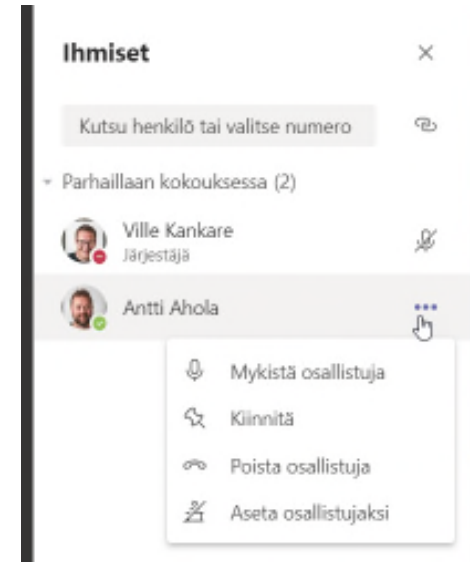 Ihmiset
Kutsu henkilö tai valitse numero
Parhaillaan kokouksessa (2)
Ville Kankare
Järjestäjä
Antti Ahola
Mykistä osallistuja
Kiinnitä
Poista osallistuja
Aseta osallistujaksi